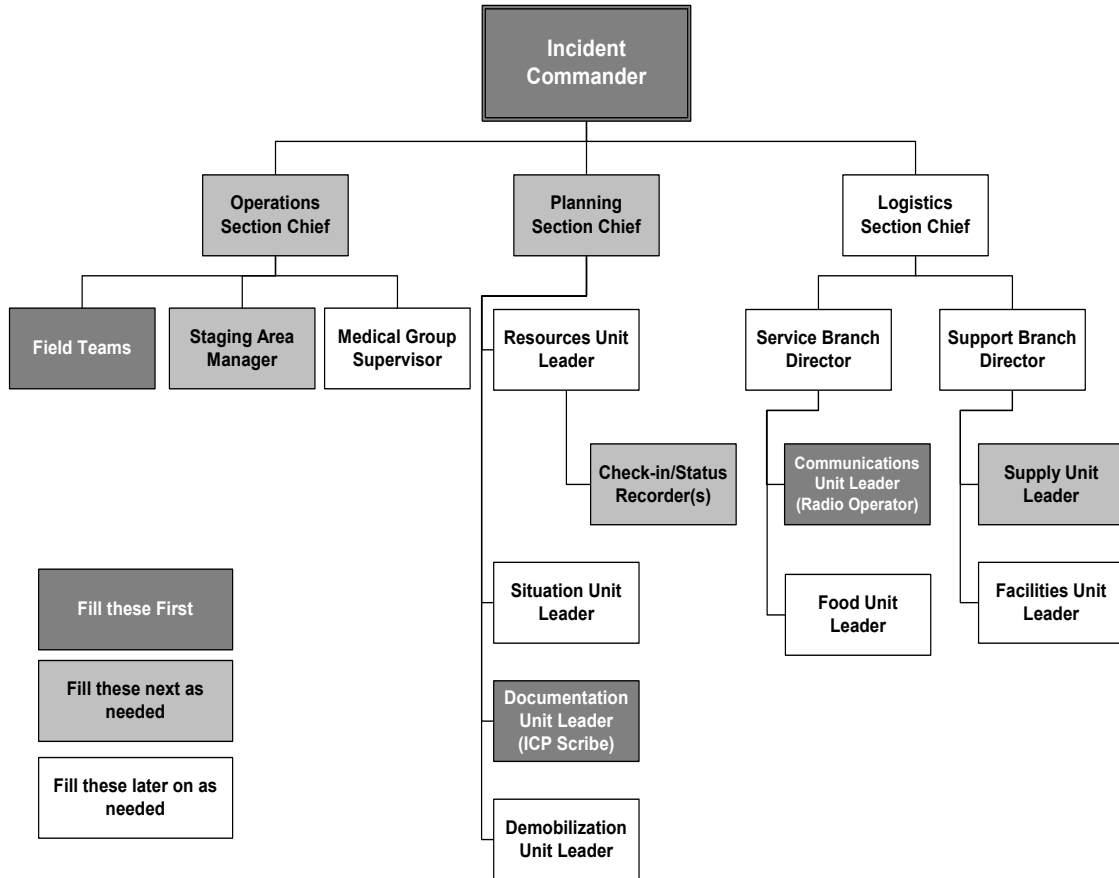 Incident
Commander
Operations
Section Chief
Planning
Section Chief
Logistics
Section Chief
Field Teams
Staging Area
Manager
Medical Group
Supervisor
Resources Unit
Leader
Service Branch
Director
Support Branch
Director
Check-in/Status
Recorder(s)
Communications
Unit Leader
(Radio Operator)
Supply Unit
Leader
Situation Unit
Leader
Food Unit
Leader
Facilities Unit
Leader
Documentation
Unit Leader
(ICP Scribe)
Demobilization
Unit Leader
Fill these First
Fill these next as
needed
Fill these later on as
needed